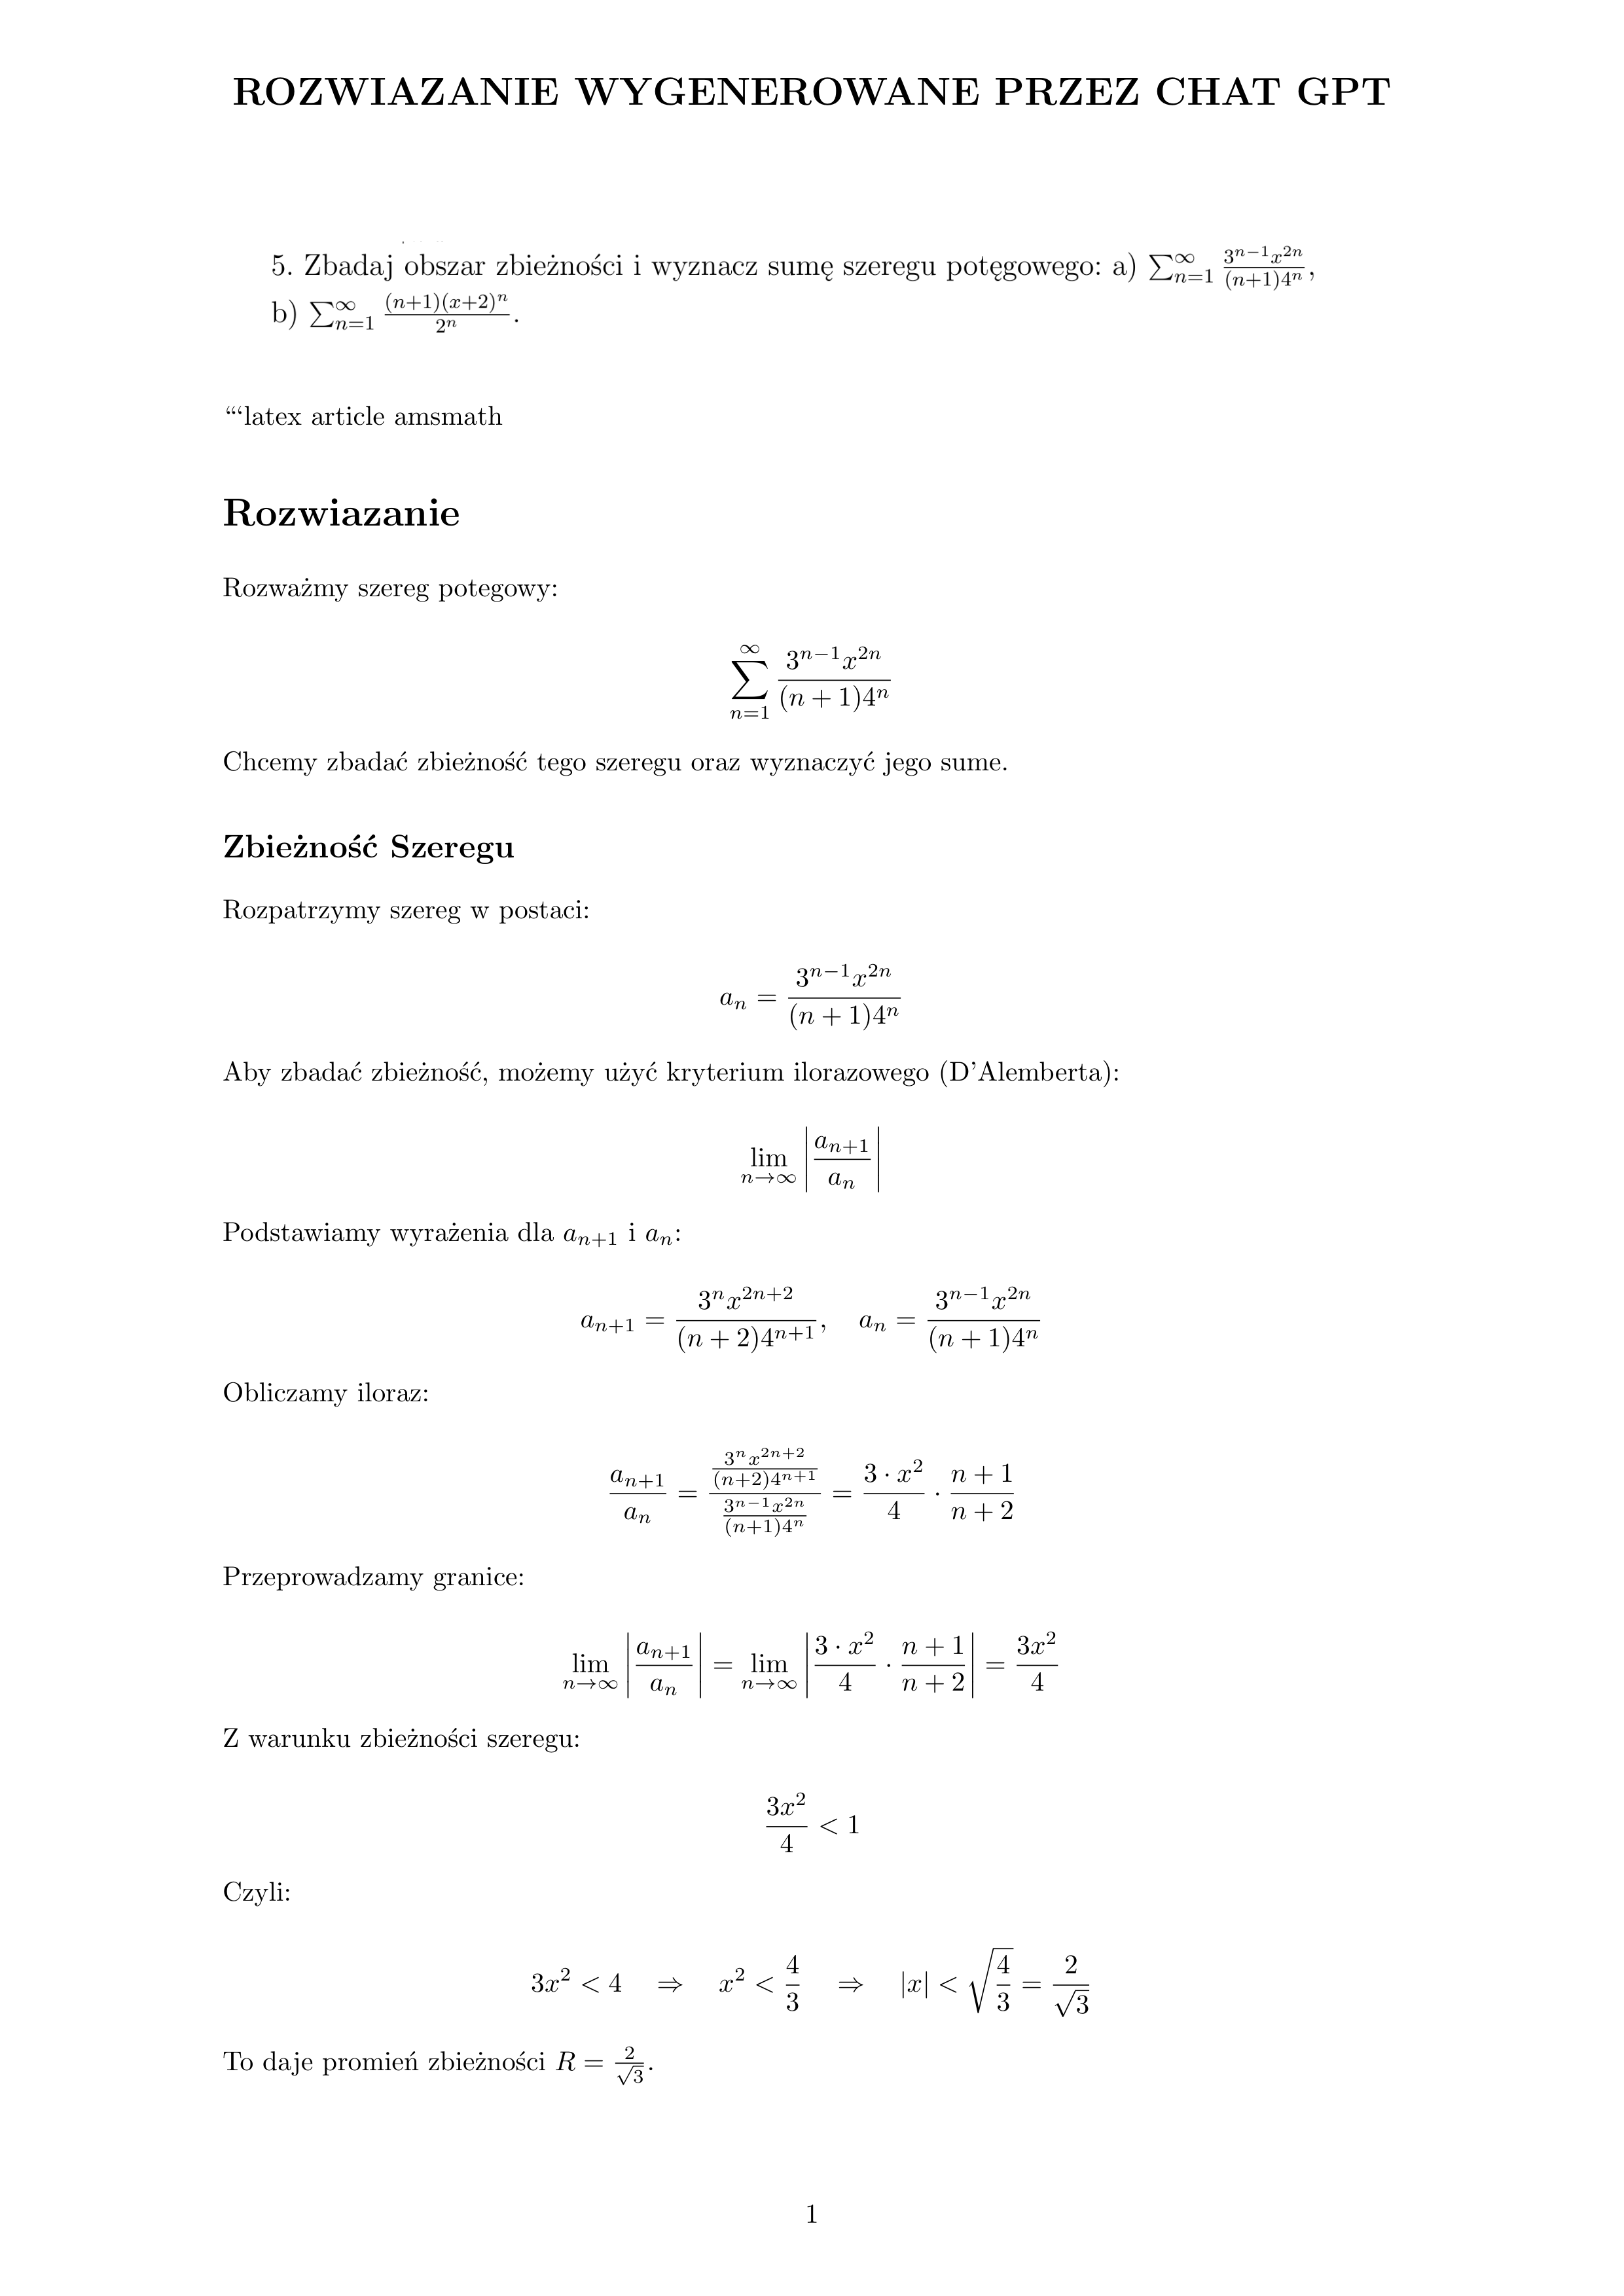 ROZWIAZANIE WYGENEROWANE PRZEZ CHAT GPT
5. Zbadaj obszar zbieżności i wyznacz sumę szeregu potęgowego: a) $\sum_{n=1}^{\infty} \frac{3^{n-1}x^{2n}}{(n+1)4^n}$,
b) $\sum_{n=1}^{\infty} \frac{(n+1)(x+2)^n}{2^n}$.
“‘latex article amsmath
Rozwiazanie
Rozważmy szereg potegowy:
$\sum_{n=1}^{\infty} \frac{3^{n-1}x^{2n}}{(n+1)4^n}$
Chcemy zbadać zbieżność tego szeregu oraz wyznaczyć jego sume.
Zbieżność Szeregu
Rozpatrzymy szereg w postaci:
$a_n = \frac{3^{n-1}x^{2n}}{(n+1)4^n}$
Aby zbadać zbieżność, możemy użyć kryterium ilorazowego (D'Alemberta):
$\lim_{n\to\infty} \left| \frac{a_{n+1}}{a_n} \right|$
Podstawiamy wyrażenia dla $a_{n+1}$ i $a_n$:
$a_{n+1} = \frac{3^n x^{2n+2}}{(n+2)4^{n+1}}, \quad a_n = \frac{3^{n-1}x^{2n}}{(n+1)4^n}$
Obliczamy iloraz:
$\frac{a_{n+1}}{a_n} = \frac{\frac{3^n x^{2n+2}}{(n+2)4^{n+1}}}{\frac{3^{n-1}x^{2n}}{(n+1)4^n}} = \frac{3 \cdot x^2}{4} \cdot \frac{n+1}{n+2}$
Przeprowadzamy granice:
$\lim_{n\to\infty} \left| \frac{a_{n+1}}{a_n} \right| = \lim_{n\to\infty} \left| \frac{3 \cdot x^2}{4} \cdot \frac{n+1}{n+2} \right| = \frac{3x^2}{4}$
Z warunku zbieżności szeregu:
$\frac{3x^2}{4} < 1$
Czyli:
$3x^2 < 4 \quad \Rightarrow \quad x^2 < \frac{4}{3} \quad \Rightarrow \quad |x| < \sqrt{\frac{4}{3}} = \frac{2}{\sqrt{3}}$
To daje promień zbieżności $R = \frac{2}{\sqrt{3}}$.
1